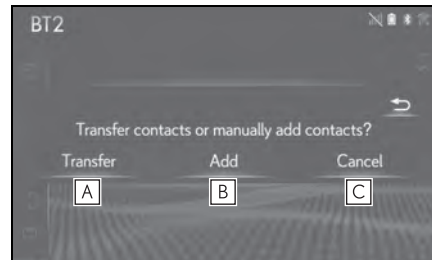 BT2
Transfer contacts or manually add contacts?
Transfer Add Cancel
A B C